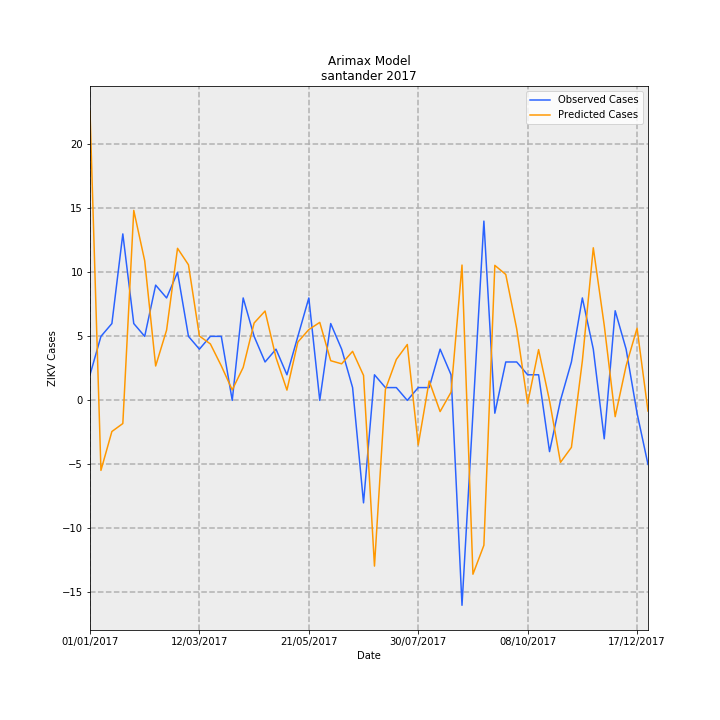 Arimax Model
santander 2017
Observed Cases
Predicted Cases
ZIKV Cases
20
15
10
5
0
−5
−10
−15
01/01/2017
12/03/2017
21/05/2017
30/07/2017
08/10/2017
17/12/2017
Date